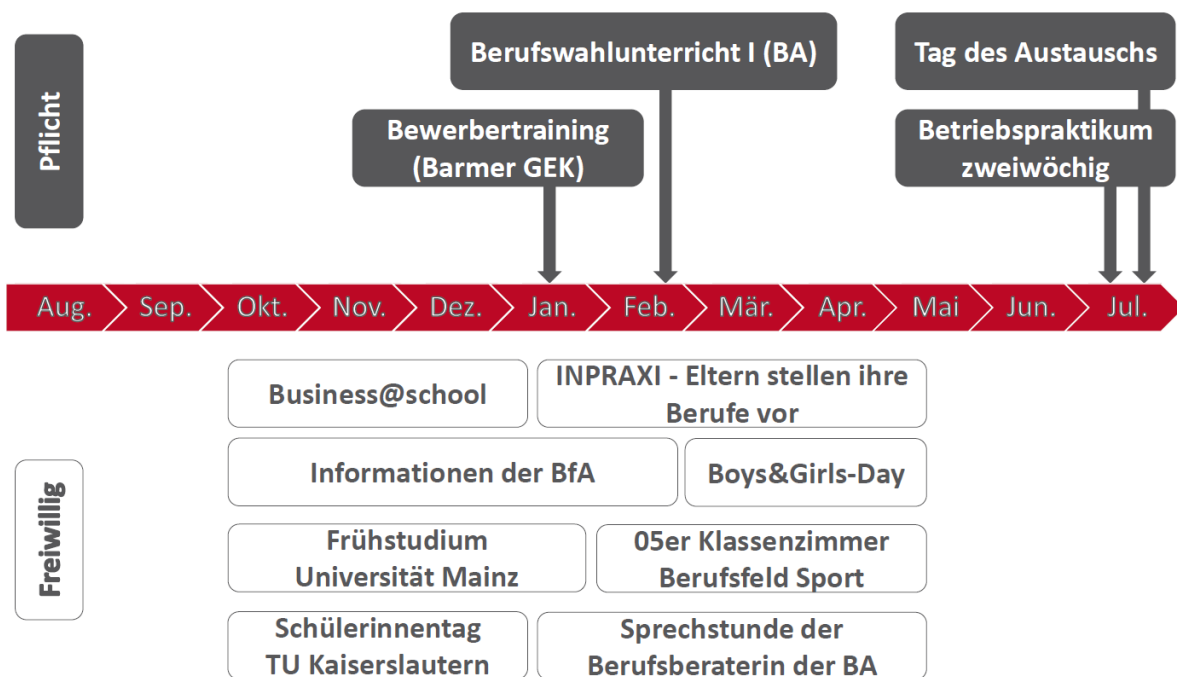 Pflicht
Berufswahlunterricht I (BA)
Tag des Austauschs
Bewerbertraining
(Barmer GEK)
Betriebspraktikum
zweiwöchig
Aug. Sep. Okt. Nov. Dez. Jan. Feb. Mär. Apr. Mai Jun. Jul.
Freiwillig
Business@school
INPRAXI - Eltern stellen ihre
Berufe vor
Informationen der BfA
Boys&Girls-Day
Frühstudium
Universität Mainz
05er Klassenzimmer
Berufsfeld Sport
Schülerinnentag
TU Kaiserslautern
Sprechstunde der
Berufsberaterin der BA